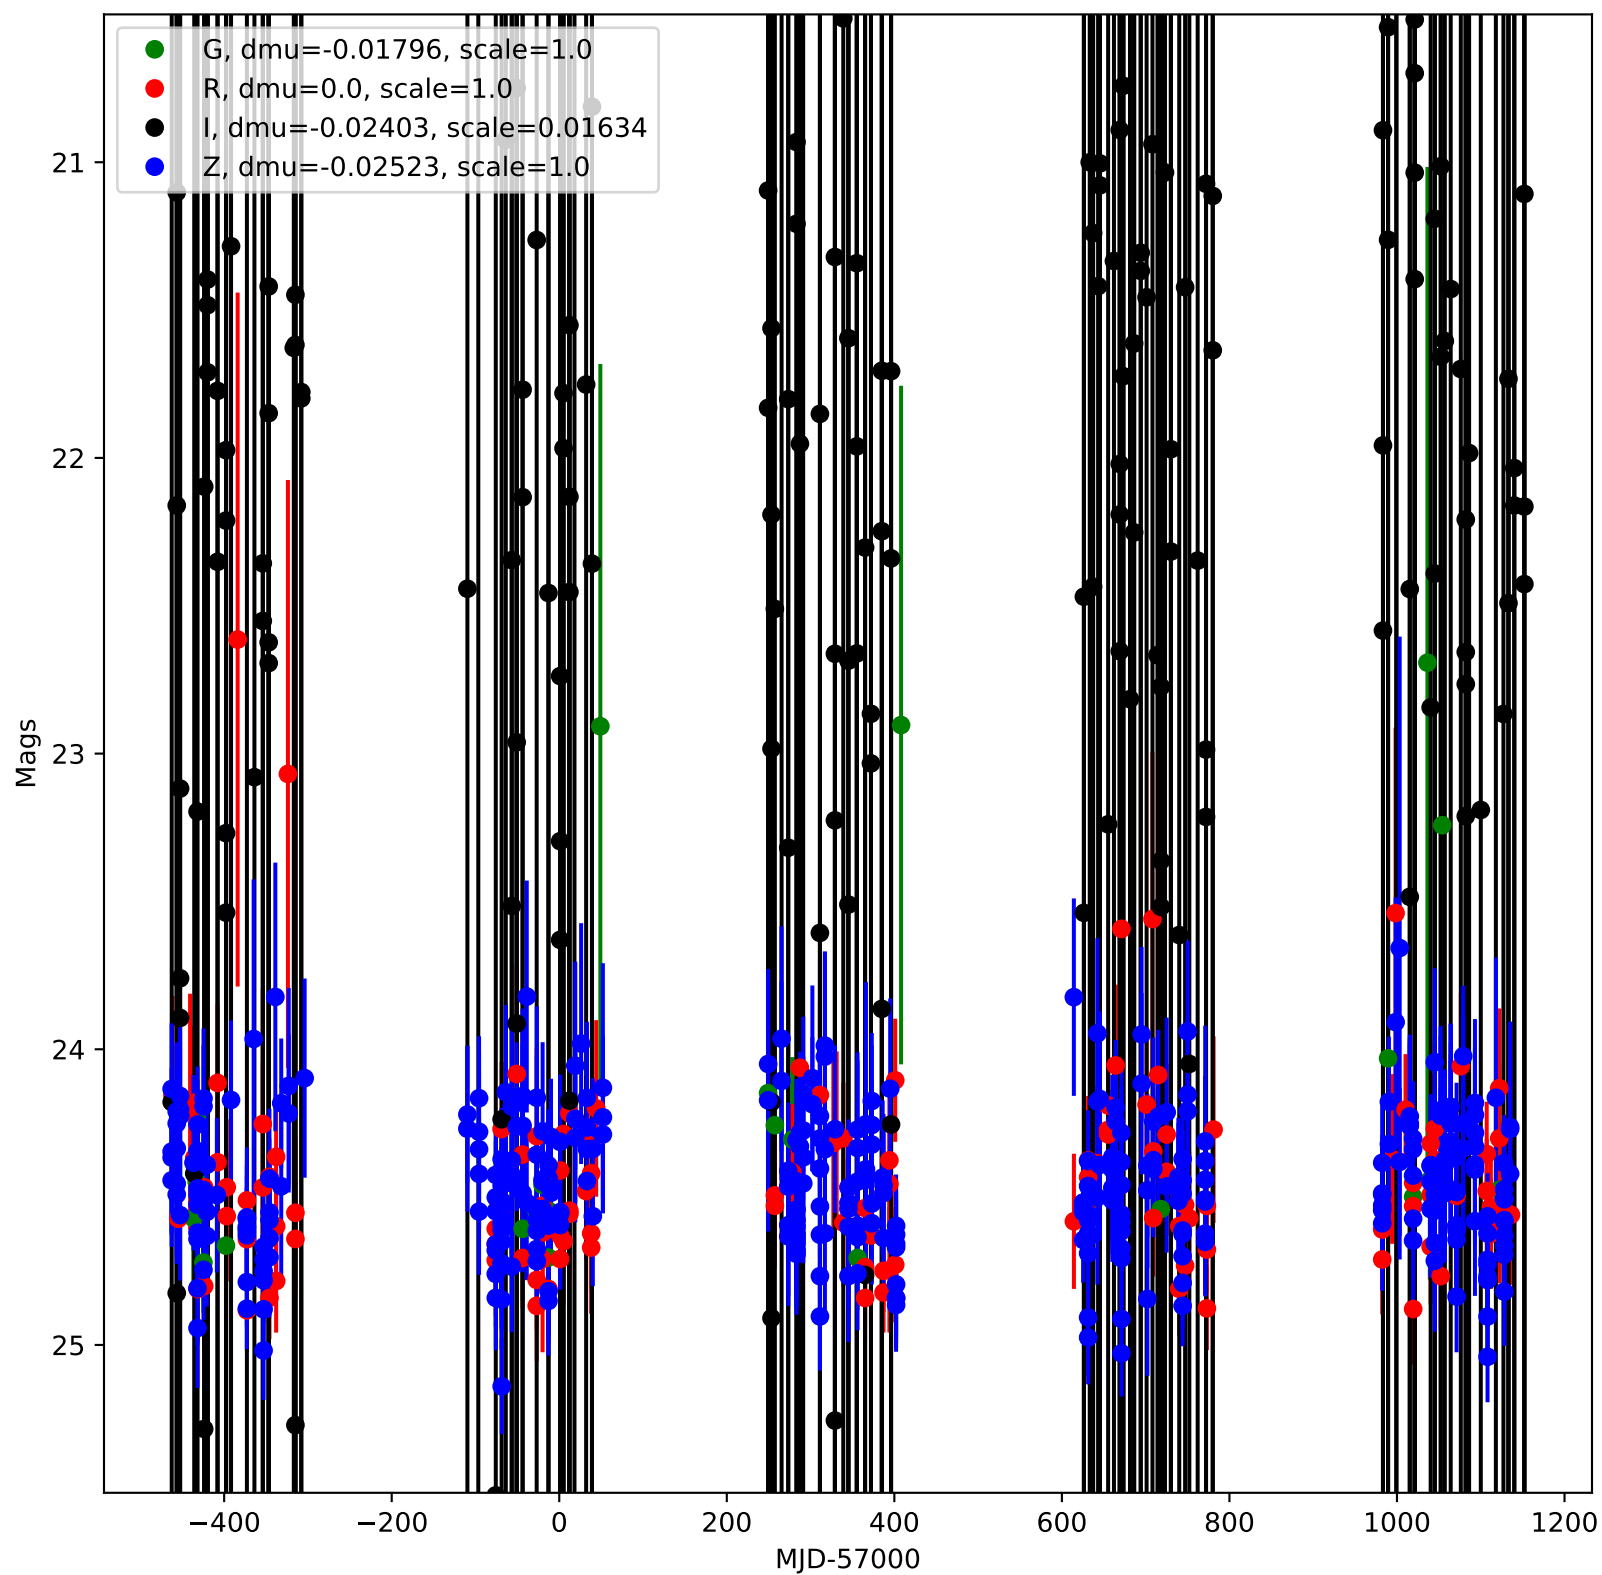 G, dmu=-0.01796, scale=1.0
R, dmu=0.0, scale=1.0
I, dmu=-0.02403, scale=0.01634
Z, dmu=-0.02523, scale=1.0
21
22
23
24
25
Mags
−400 −200 0 200 400 600 800 1000 1200
MJD-57000